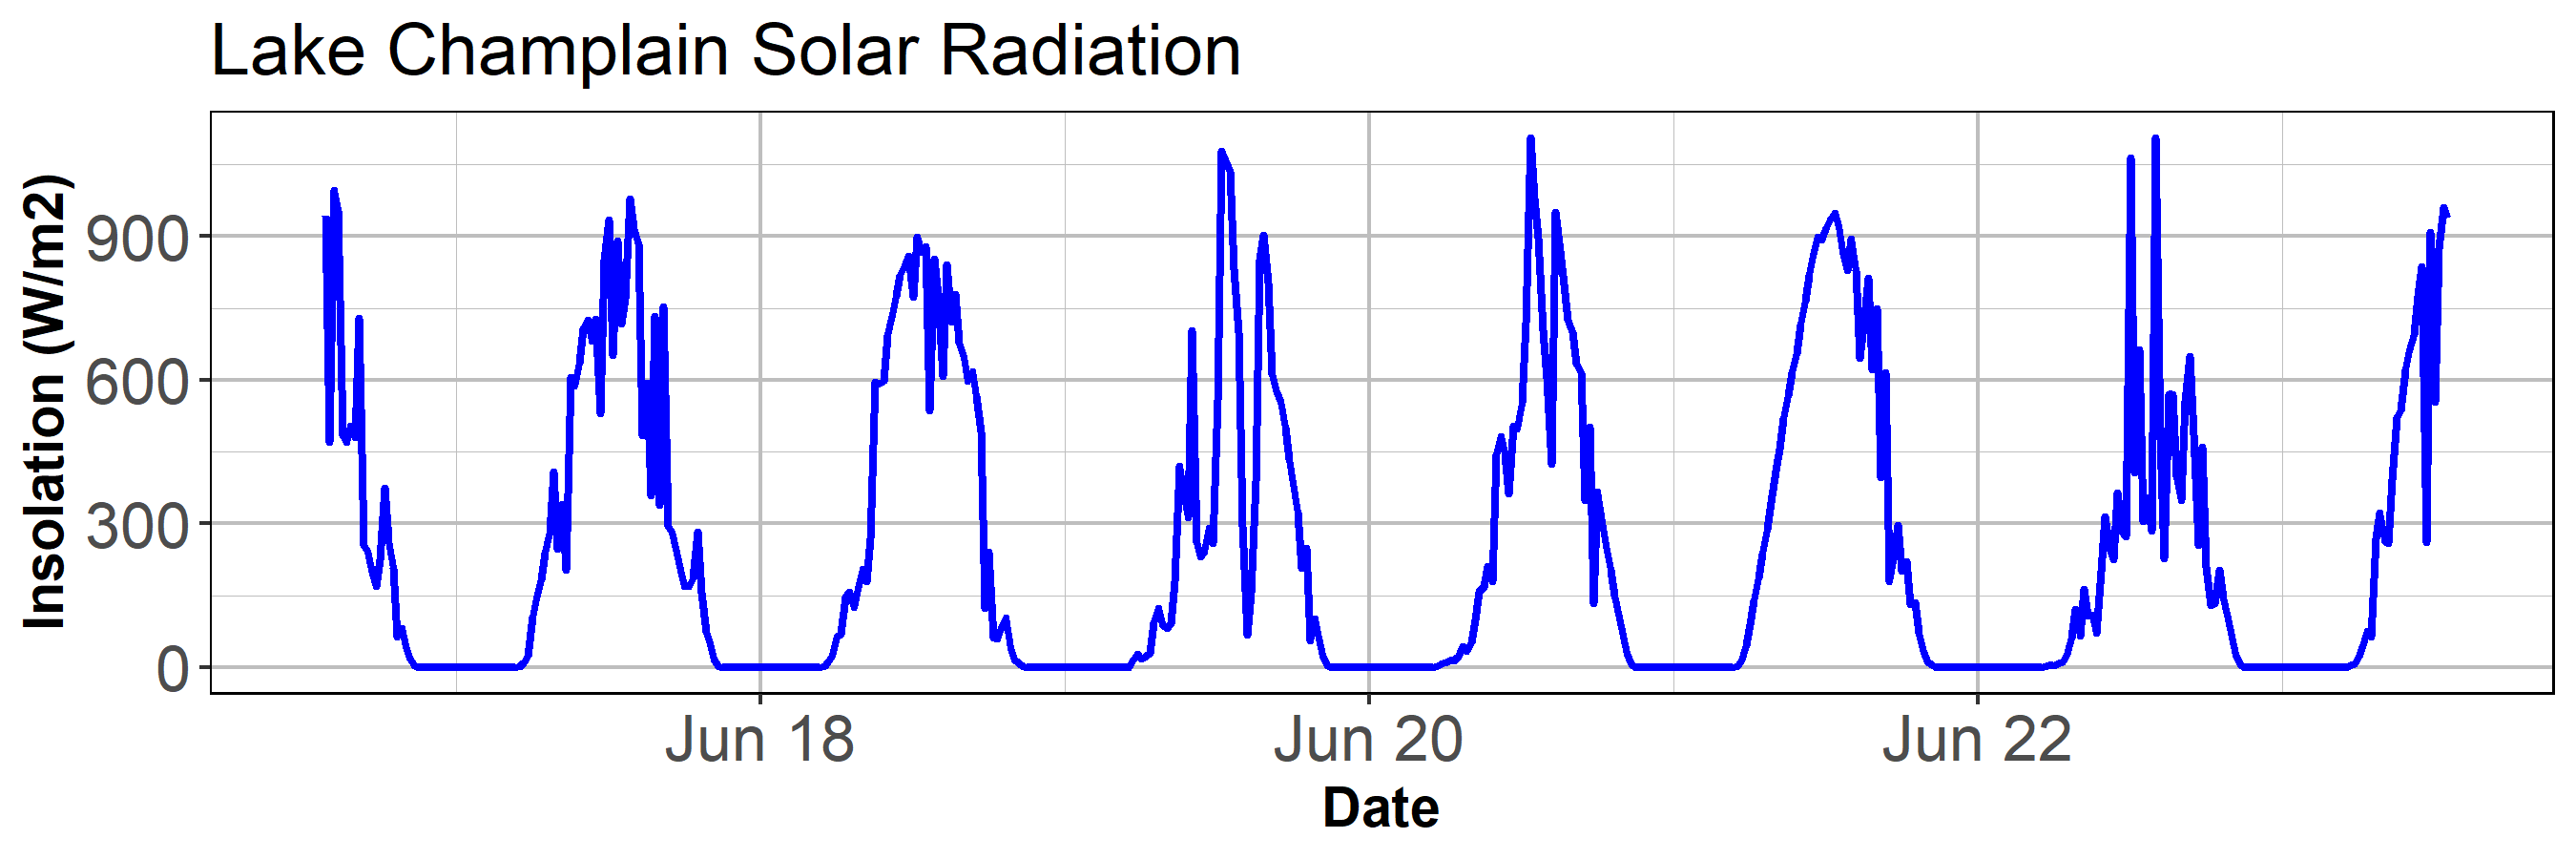 Lake Champlain Solar Radiation
Insolation (W/m2)
900
600
300
0
Jun 18
Jun 20
Jun 22
Date